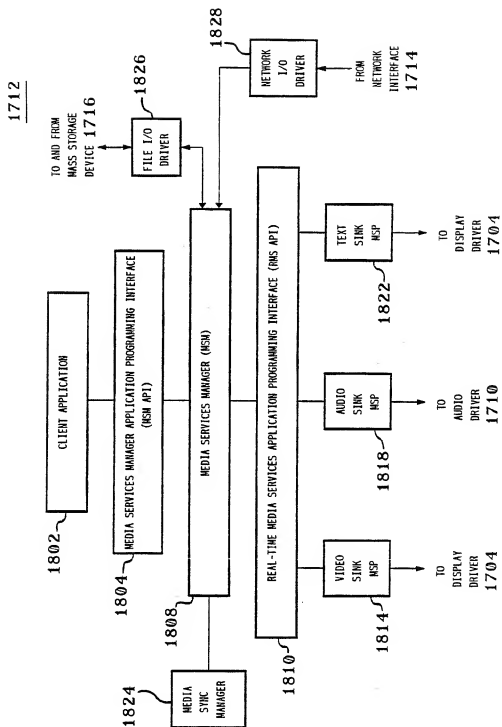 1712
CLIENT APPLICATION
1802
MEDIA SERVICES MANAGER APPLICATION PROGRAMMING INTERFACE
(MSM API)
1804
TO AND FROM
MASS STORAGE
DEVICE 1716
FILE I/O
DRIVER
1826
NETWORK
I/O
DRIVER
1828
FROM
NETWORK
INTERFACE
1714
MEDIA SERVICES MANAGER (MSM)
1808
MEDIA
SYNC
MANAGER
1824
REAL-TIME MEDIA SERVICES APPLICATION PROGRAMMING INTERFACE (RMS API)
1810
VIDEO
SINK
MSP
1814
TO
DISPLAY
DRIVER
1704
AUDIO
SINK
MSP
1818
TO
AUDIO
DRIVER
1710
TEXT
SINK
MSP
1822
TO
DISPLAY
DRIVER
1704